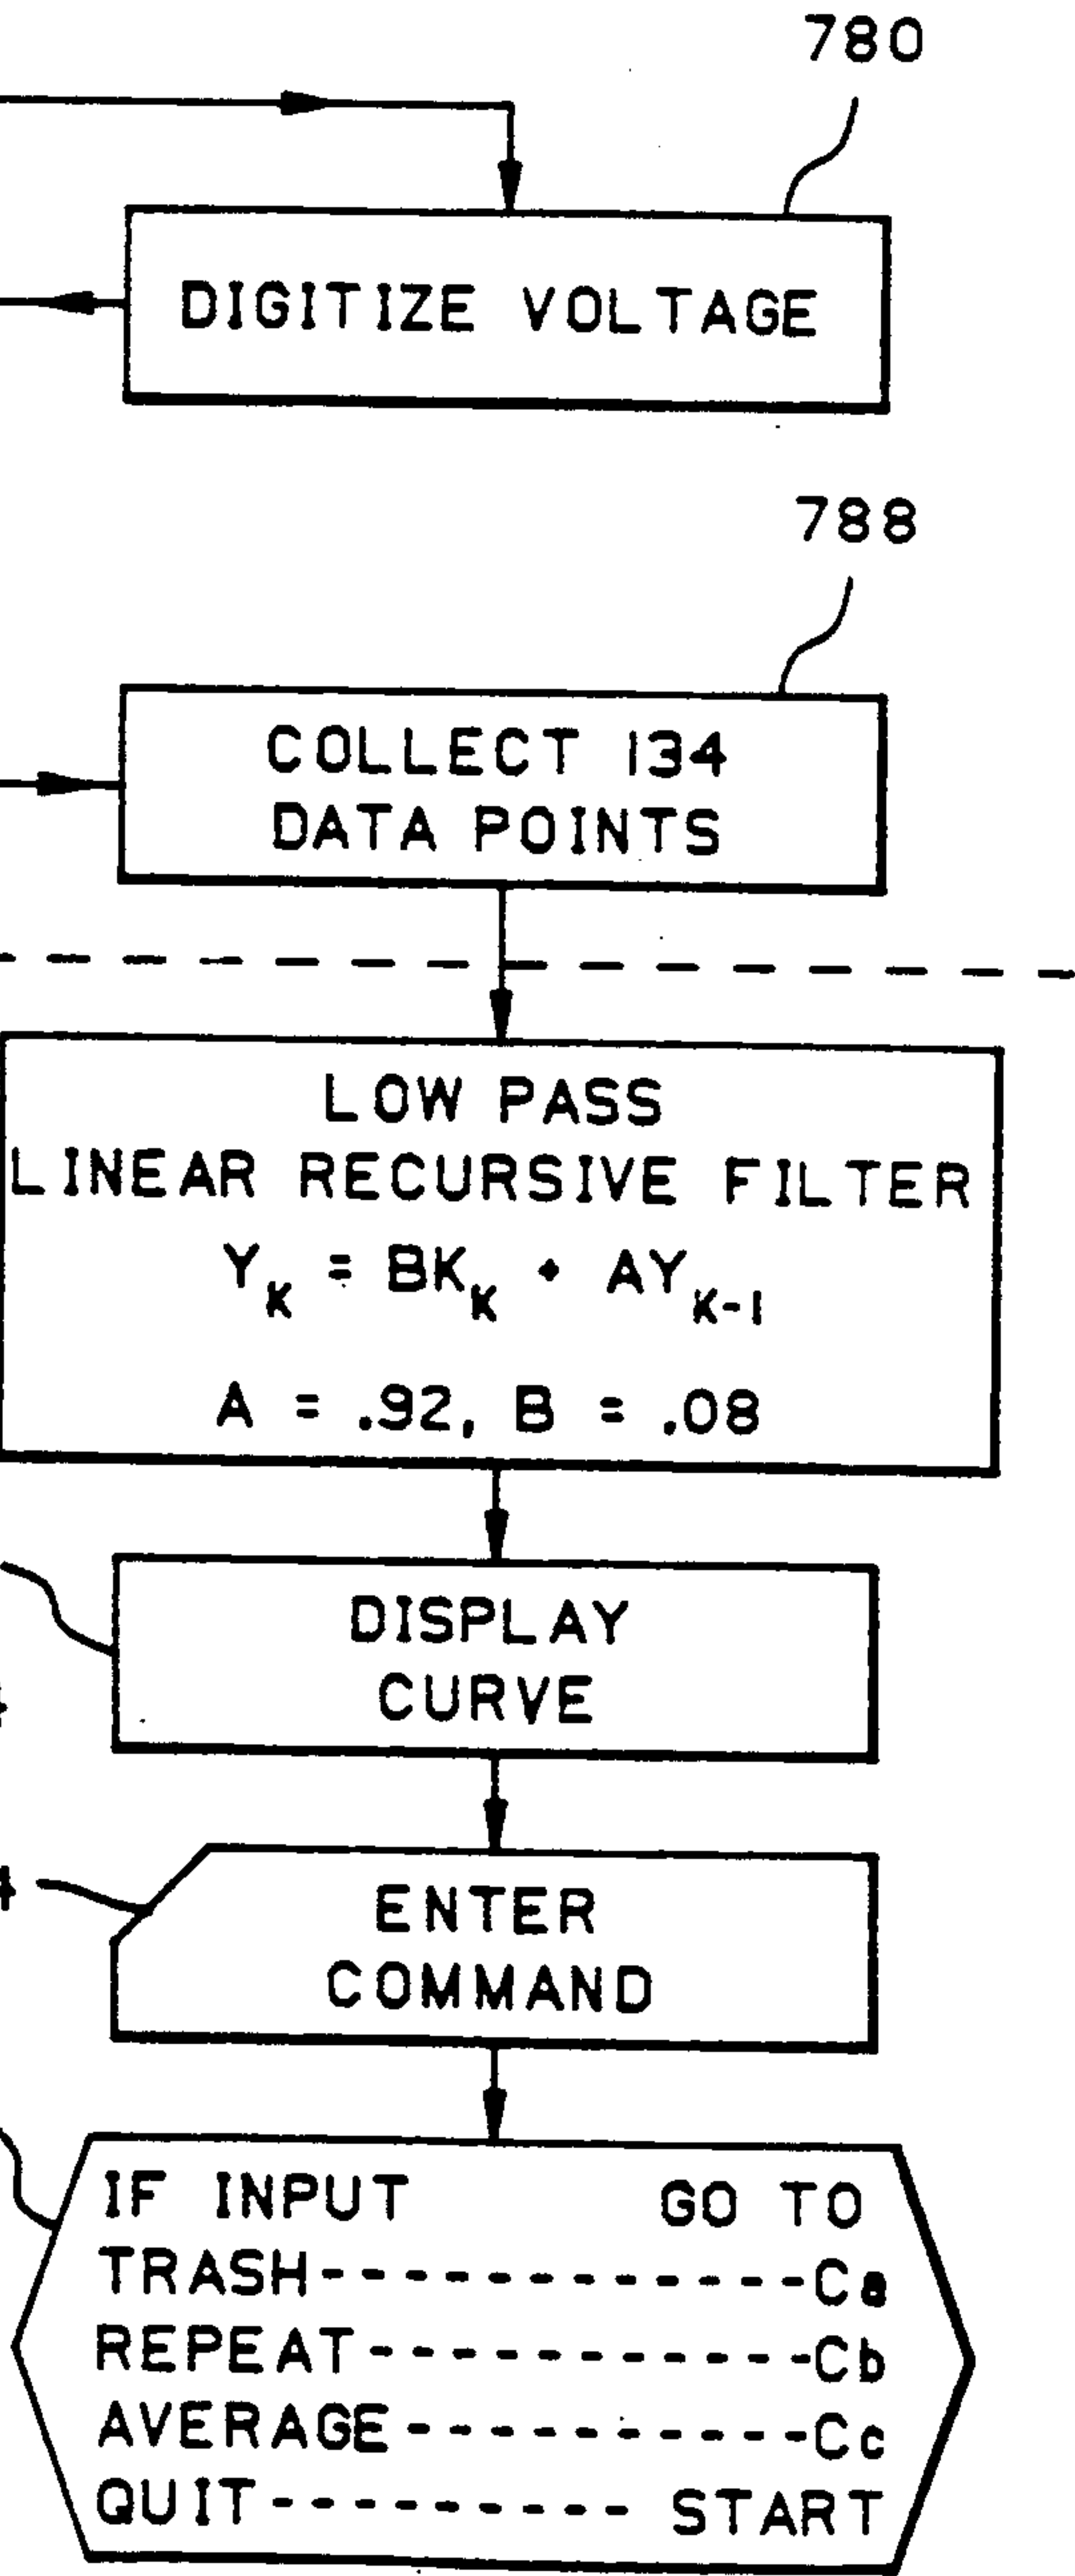 780
DIGITIZE VOLTAGE
788
COLLECT 134
DATA POINTS
LOW PASS
LINEAR RECURSIVE FILTER
Y_K = BK_K + AY_K-1
A = .92, B = .08
DISPLAY
CURVE
4
ENTER
COMMAND
IF INPUT GO TO
TRASH-------------Ca
REPEAT-----------Cb
AVERAGE----------Cc
QUIT--------- START